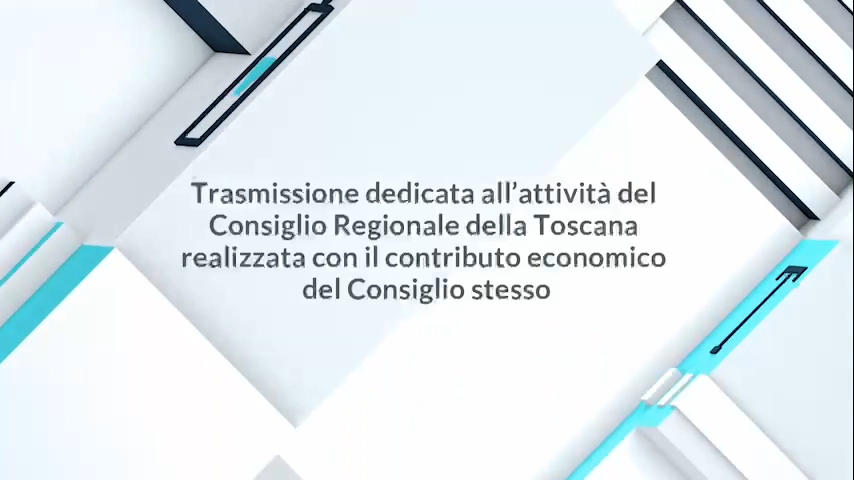 Trasmissione dedicata all'attività del
Consiglio Regionale della Toscana
realizzata con il contributo economico
del Consiglio stesso